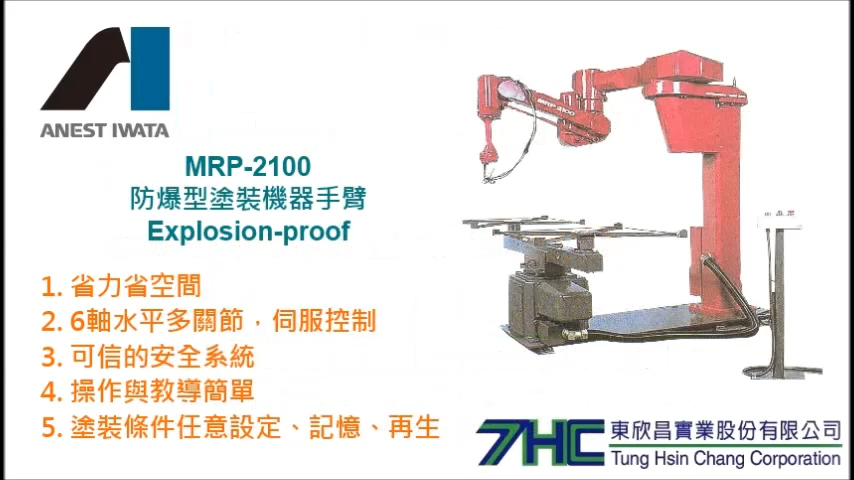 ANEST IWATA
MRP-2100
防爆型塗裝機器手臂
Explosion-proof
1. 省力省空間
2. 6軸水平多關節，伺服控制
3. 可信的安全系統
4. 操作與教導簡單
5. 塗裝條件任意設定、記憶、再生
MRP-2100
7HC 東欣昌實業股份有限公司
Tung Hsin Chang Corporation